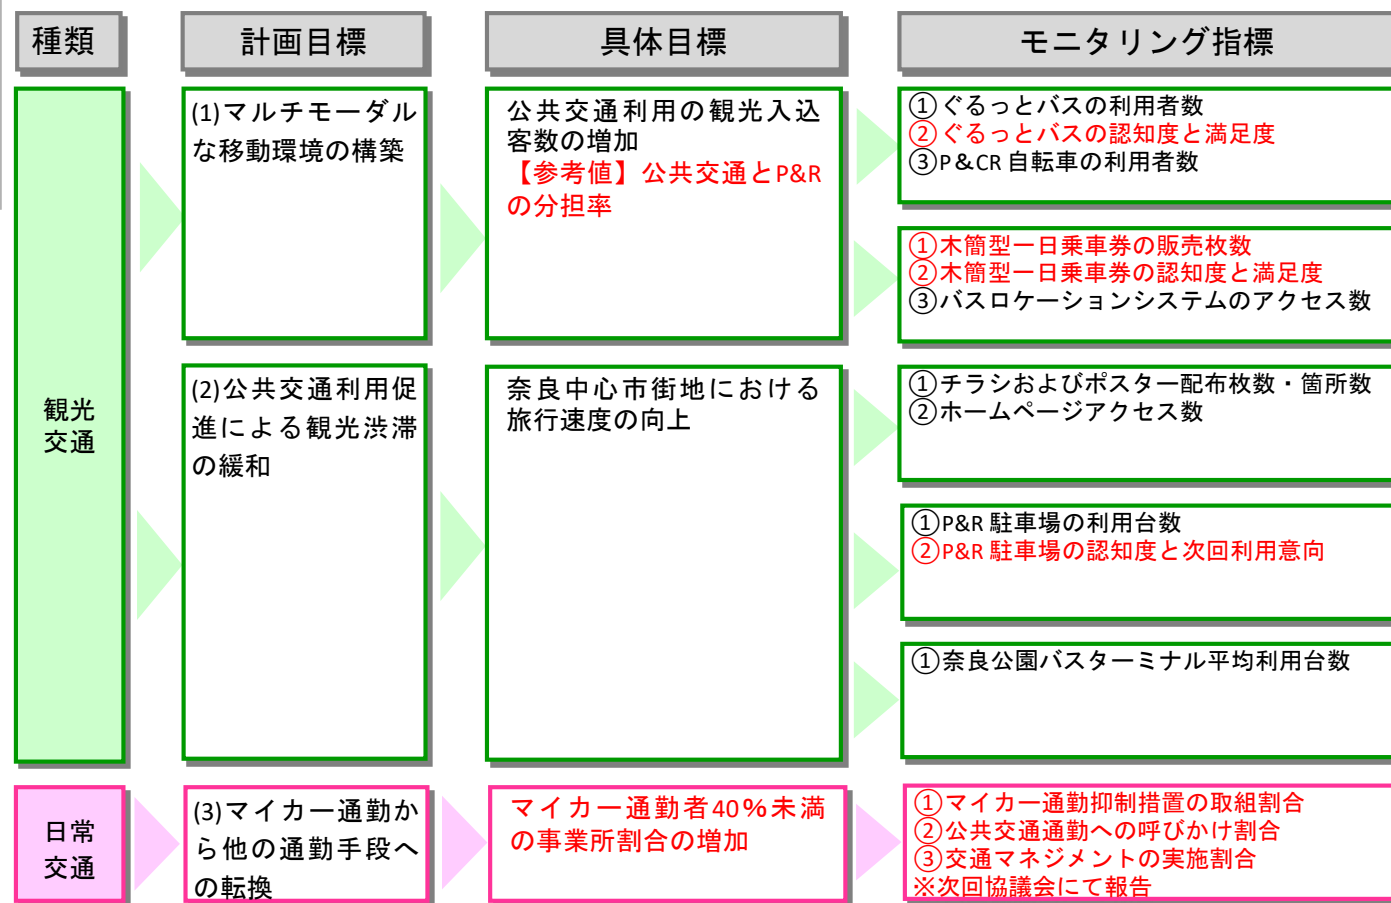 種類
計画目標
具体目標
モニタリング指標
観光
交通
(1)マルチモーダル
な移動環境の構築
公共交通利用の観光入込
客数の増加
【参考値】公共交通とP&R
の分担率
①ぐるっとバスの利用者数
②ぐるっとバスの認知度と満足度
③P&CR自転車の利用者数
①木簡型一日乗車券の販売枚数
②木簡型一日乗車券の認知度と満足度
③バスロケーションシステムのアクセス数
(2)公共交通利用促
進による観光渋滞
の緩和
奈良中心市街地における
旅行速度の向上
①チラシおよびポスター配布枚数・箇所数
②ホームページアクセス数
①P&R駐車場の利用台数
②P&R駐車場の認知度と次回利用意向
①奈良公園バスターミナル平均利用台数
日常
交通
(3)マイカー通勤か
ら他の通勤手段へ
の転換
マイカー通勤者40%未満
の事業所割合の増加
①マイカー通勤抑制措置の取組割合
②公共交通通勤への呼びかけ割合
③交通マネジメントの実施割合
※次回協議会にて報告